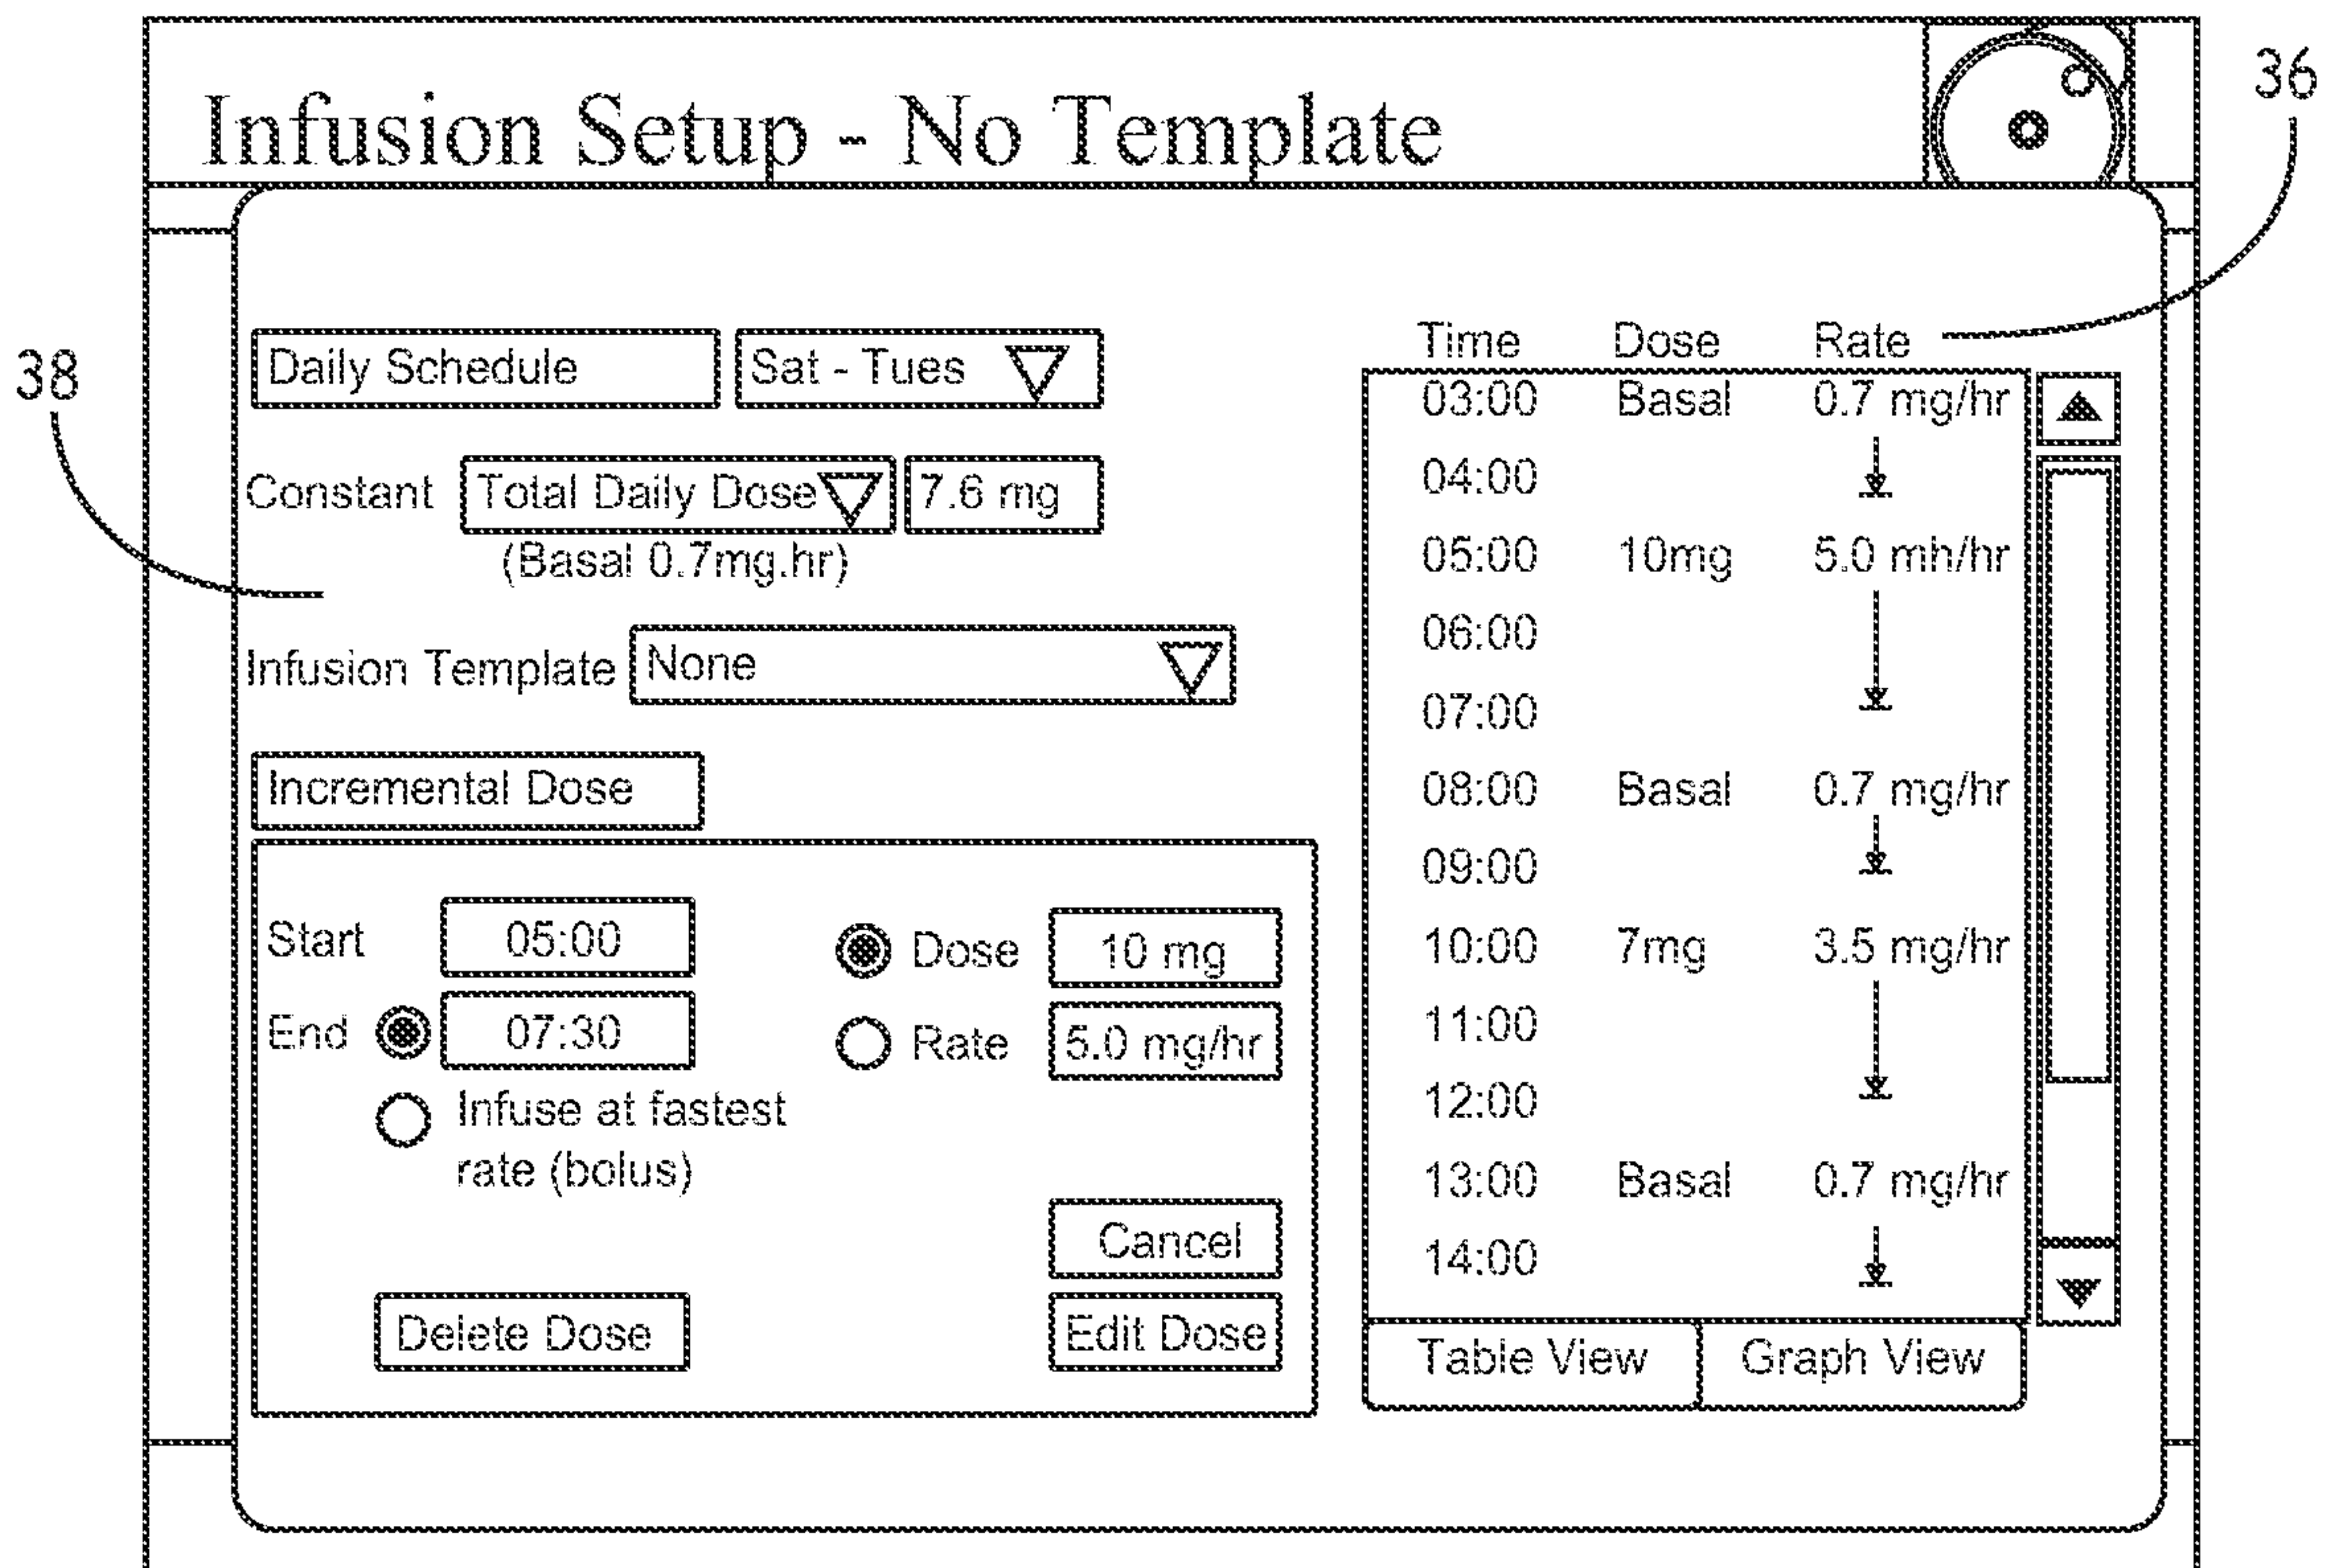 Infusion Setup - No Template
36
38
Daily Schedule
Sat - Tues
Constant
Total Daily Dose
7.6 mg
(Basal 0.7mg.hr)
Infusion Template
None
Incremental Dose
Start
05:00
End
07:30
Infuse at fastest
rate (bolus)
Dose
10 mg
Rate
5.0 mg/hr
Cancel
Delete Dose
Edit Dose
Time Dose Rate
03:00 Basal 0.7 mg/hr
04:00
05:00 10mg 5.0 mh/hr
06:00
07:00
08:00 Basal 0.7 mg/hr
09:00
10:00 7mg 3.5 mg/hr
11:00
12:00
13:00 Basal 0.7 mg/hr
14:00
Table View
Graph View